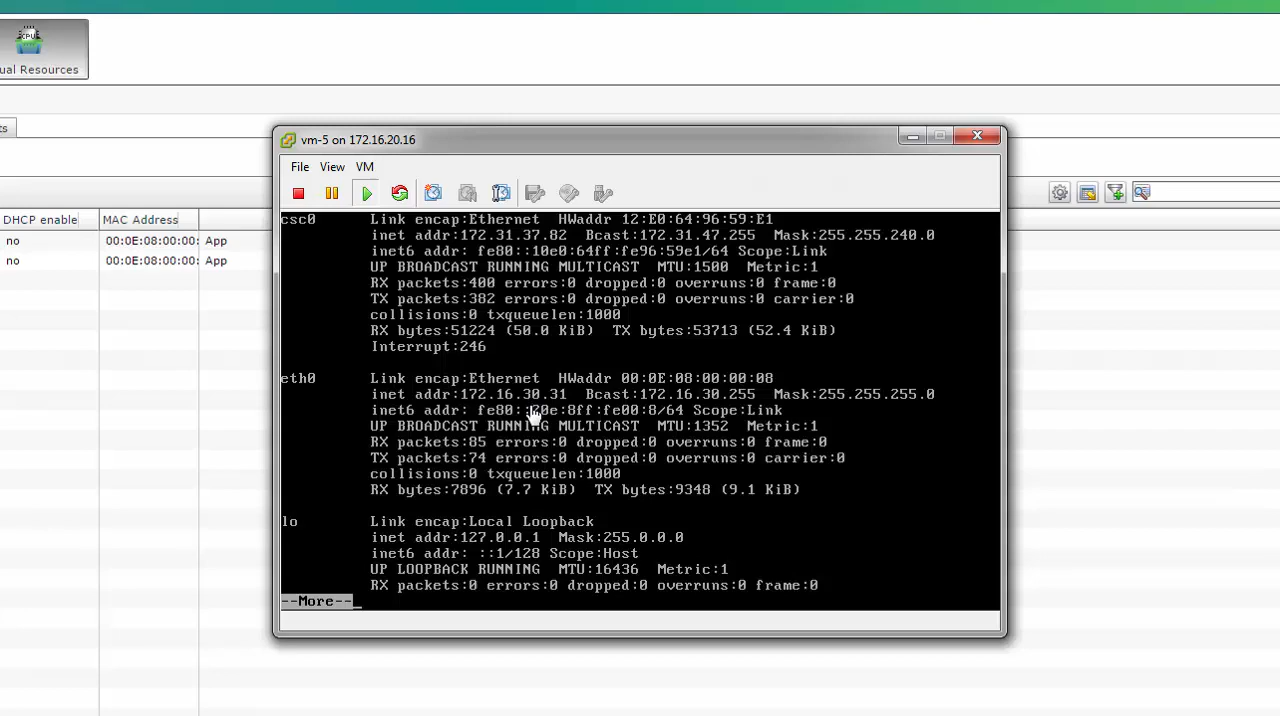 CPU
ual Resources
ts
DHCP enable
MAC Address
no
00:0E:08:00:00:
App
no
00:0E:08:00:00:
App
vm-5 on 172.16.20.16
File View VM
csc0 Link encap:Ethernet HWaddr 12:E0:64:96:59:E1
inet addr:172.31.37.82 Bcast:172.31.47.255 Mask:255.255.240.0
inet6 addr: fe80::10e0:64ff:fe96:59e1/64 Scope:Link
UP BROADCAST RUNNING MULTICAST MTU:1500 Metric:1
RX packets:400 errors:0 dropped:0 overruns:0 frame:0
TX packets:382 errors:0 dropped:0 overruns:0 carrier:0
collisions:0 txqueuelen:1000
RX bytes:51224 (50.0 KiB) TX bytes:53713 (52.4 KiB)
Interrupt:246
eth0 Link encap:Ethernet HWaddr 00:0E:08:00:00:08
inet addr:172.16.30.31 Bcast:172.16.30.255 Mask:255.255.255.0
inet6 addr: Scope:Link
UP BROADCAST RUNNING MULTICAST MTU:1352 Metric:1
RX packets:85 errors:0 dropped:0 overruns:0 frame:0
TX packets:74 errors:0 dropped:0 overruns:0 carrier:0
collisions:0 txqueuelen:1000
RX bytes:7896 (7.7 KiB) TX bytes:9348 (9.1 KiB)
lo Link encap:Local Loopback
inet addr:127.0.0.1 Mask:255.0.0.0
inet6 addr: ::1/128 Scope:Host
UP LOOPBACK RUNNING MTU:16436 Metric:1
RX packets:0 errors:0 dropped:0 overruns:0 frame:0
--More--_